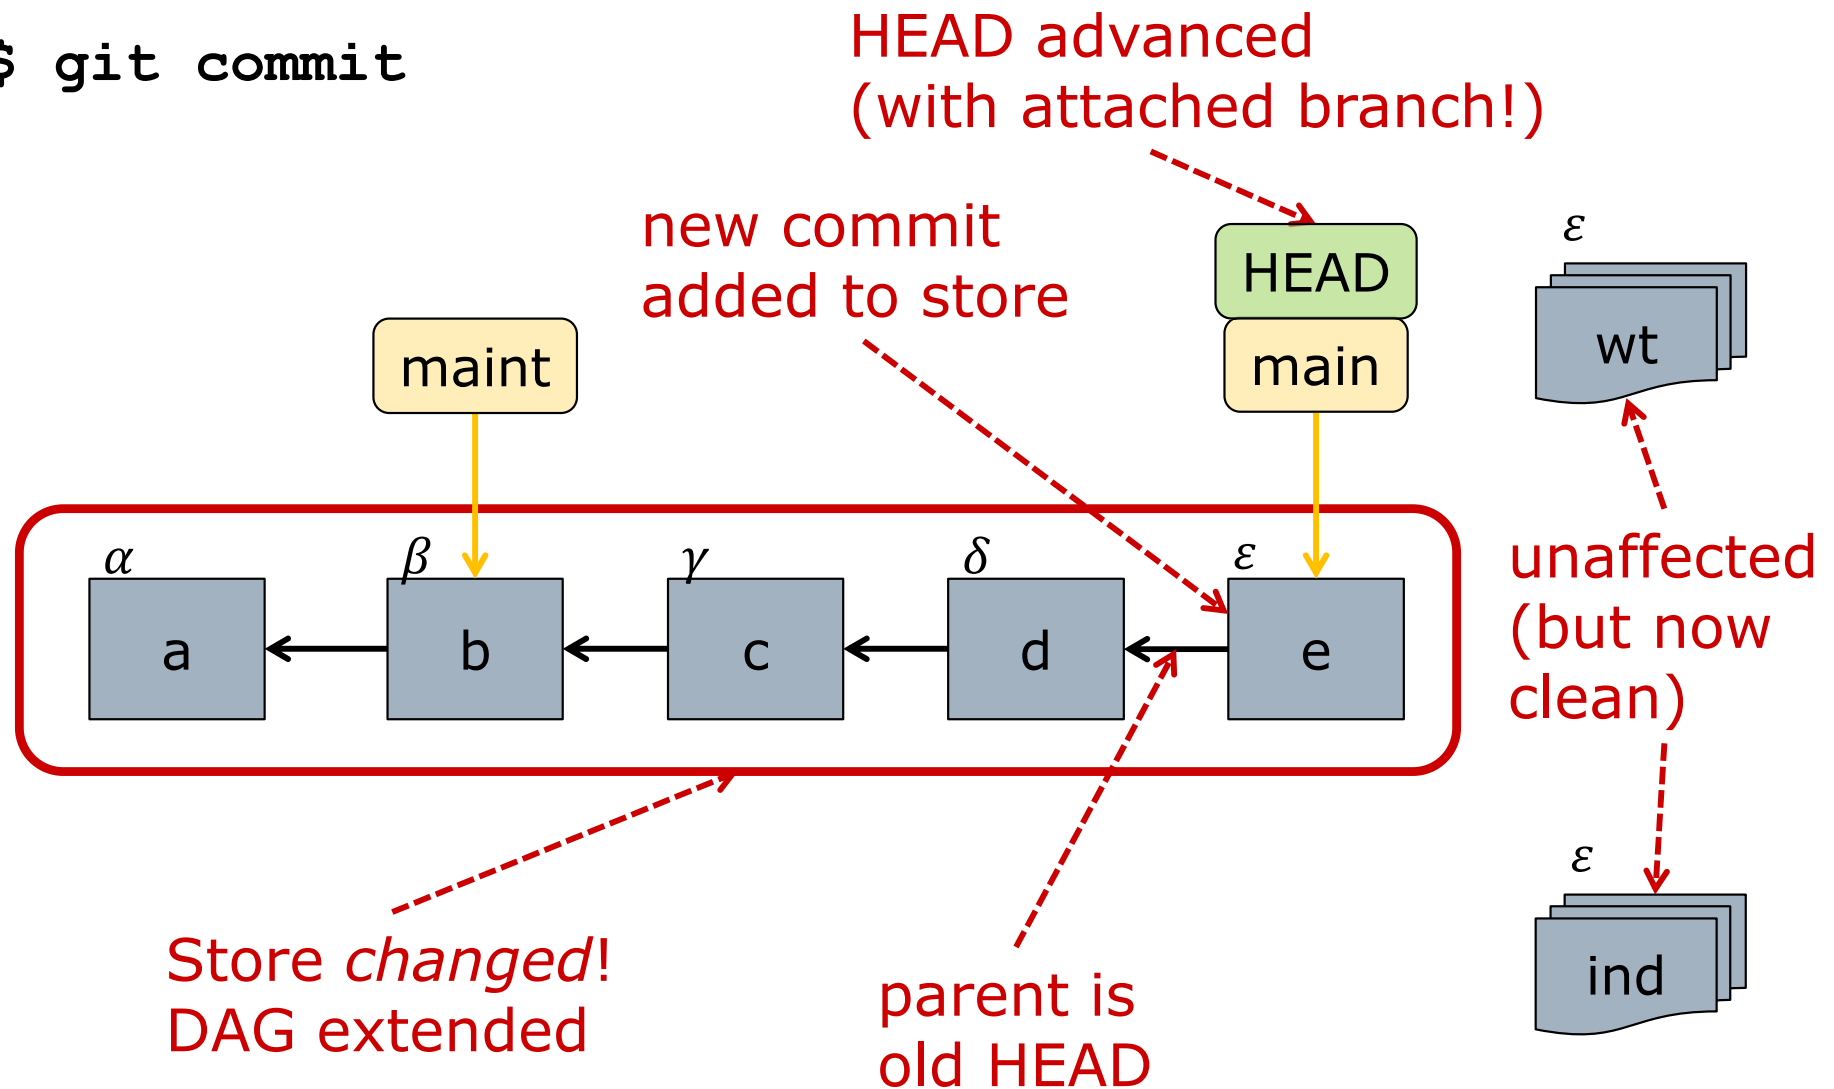 $ git commit
HEAD advanced
(with attached branch!)
new commit
added to store
HEAD
main
maint
ε
wt
α
β
γ
δ
ε
a
b
c
d
e
unaffected
(but now
clean)
ε
ind
Store changed!
DAG extended
parent is
old HEAD